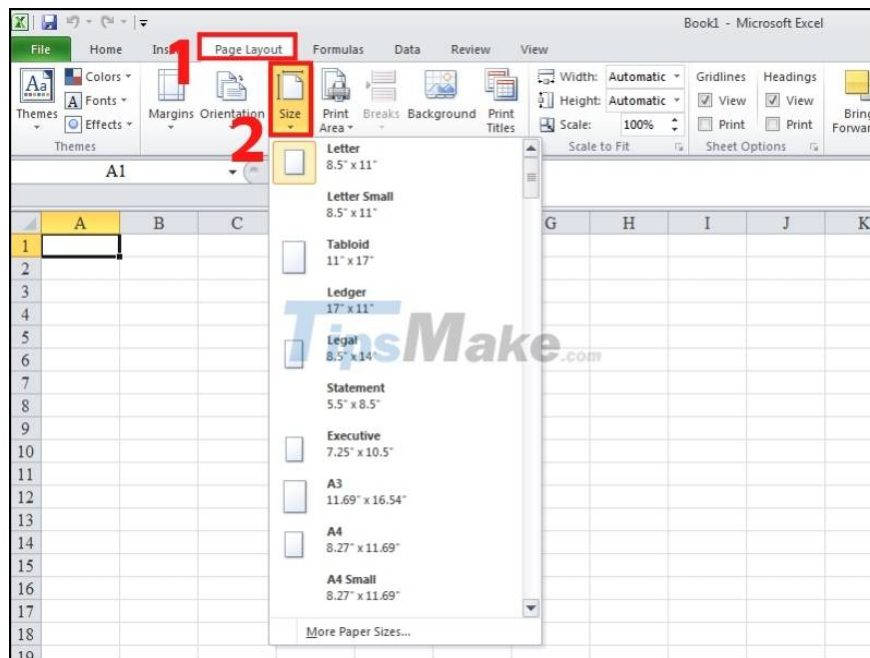 Book1 - Microsoft Excel
File Home Ins Page Layout Formulas Data Review View
1
Colors
Fonts
Effects
Themes
Margins Orientation Size Print Area Breaks Background Print Titles
Width: Automatic
Height: Automatic
Scale: 100%
Gridlines Headings
View View
Print Print
Bring
Forwar
Themes Scale to Fit Sheet Options
2
A1
A B C G H I J K
Letter
8.5" x 11"
Letter Small
8.5" x 11"
Tabloid
11" x 17"
Ledger
17" x 11"
Legal
8.5" x 14"
Statement
5.5" x 8.5"
Executive
7.25" x 10.5"
A3
11.69" x 16.54"
A4
8.27" x 11.69"
A4 Small
8.27" x 11.69"
More Paper Sizes...
1
2
3
4
5
6
7
8
9
10
11
12
13
14
15
16
17
18
19
TipsMake.com